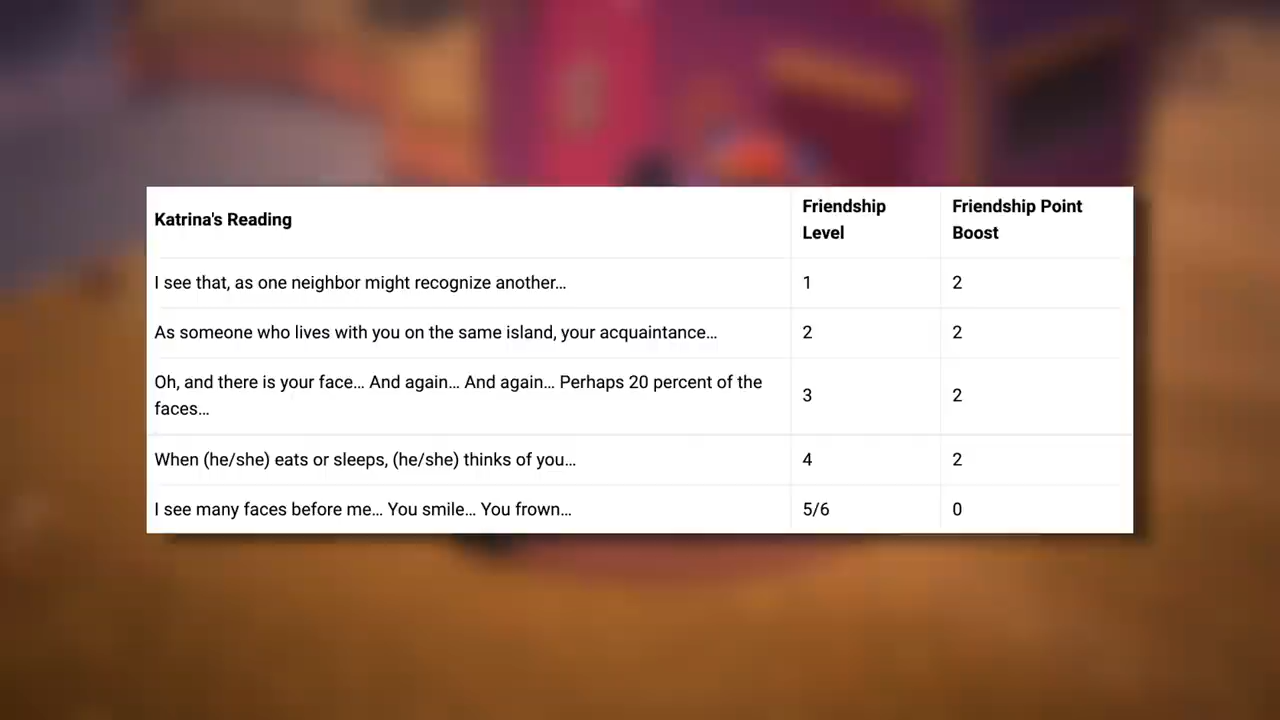 Katrina's Reading
Friendship Level
Friendship Point Boost
I see that, as one neighbor might recognize another… 1 2
As someone who lives with you on the same island, your acquaintance… 2 2
Oh, and there is your face… And again… And again… Perhaps 20 percent of the
faces… 3 2
When (he/she) eats or sleeps, (he/she) thinks of you… 4 2
I see many faces before me… You smile… You frown… 5/6 0